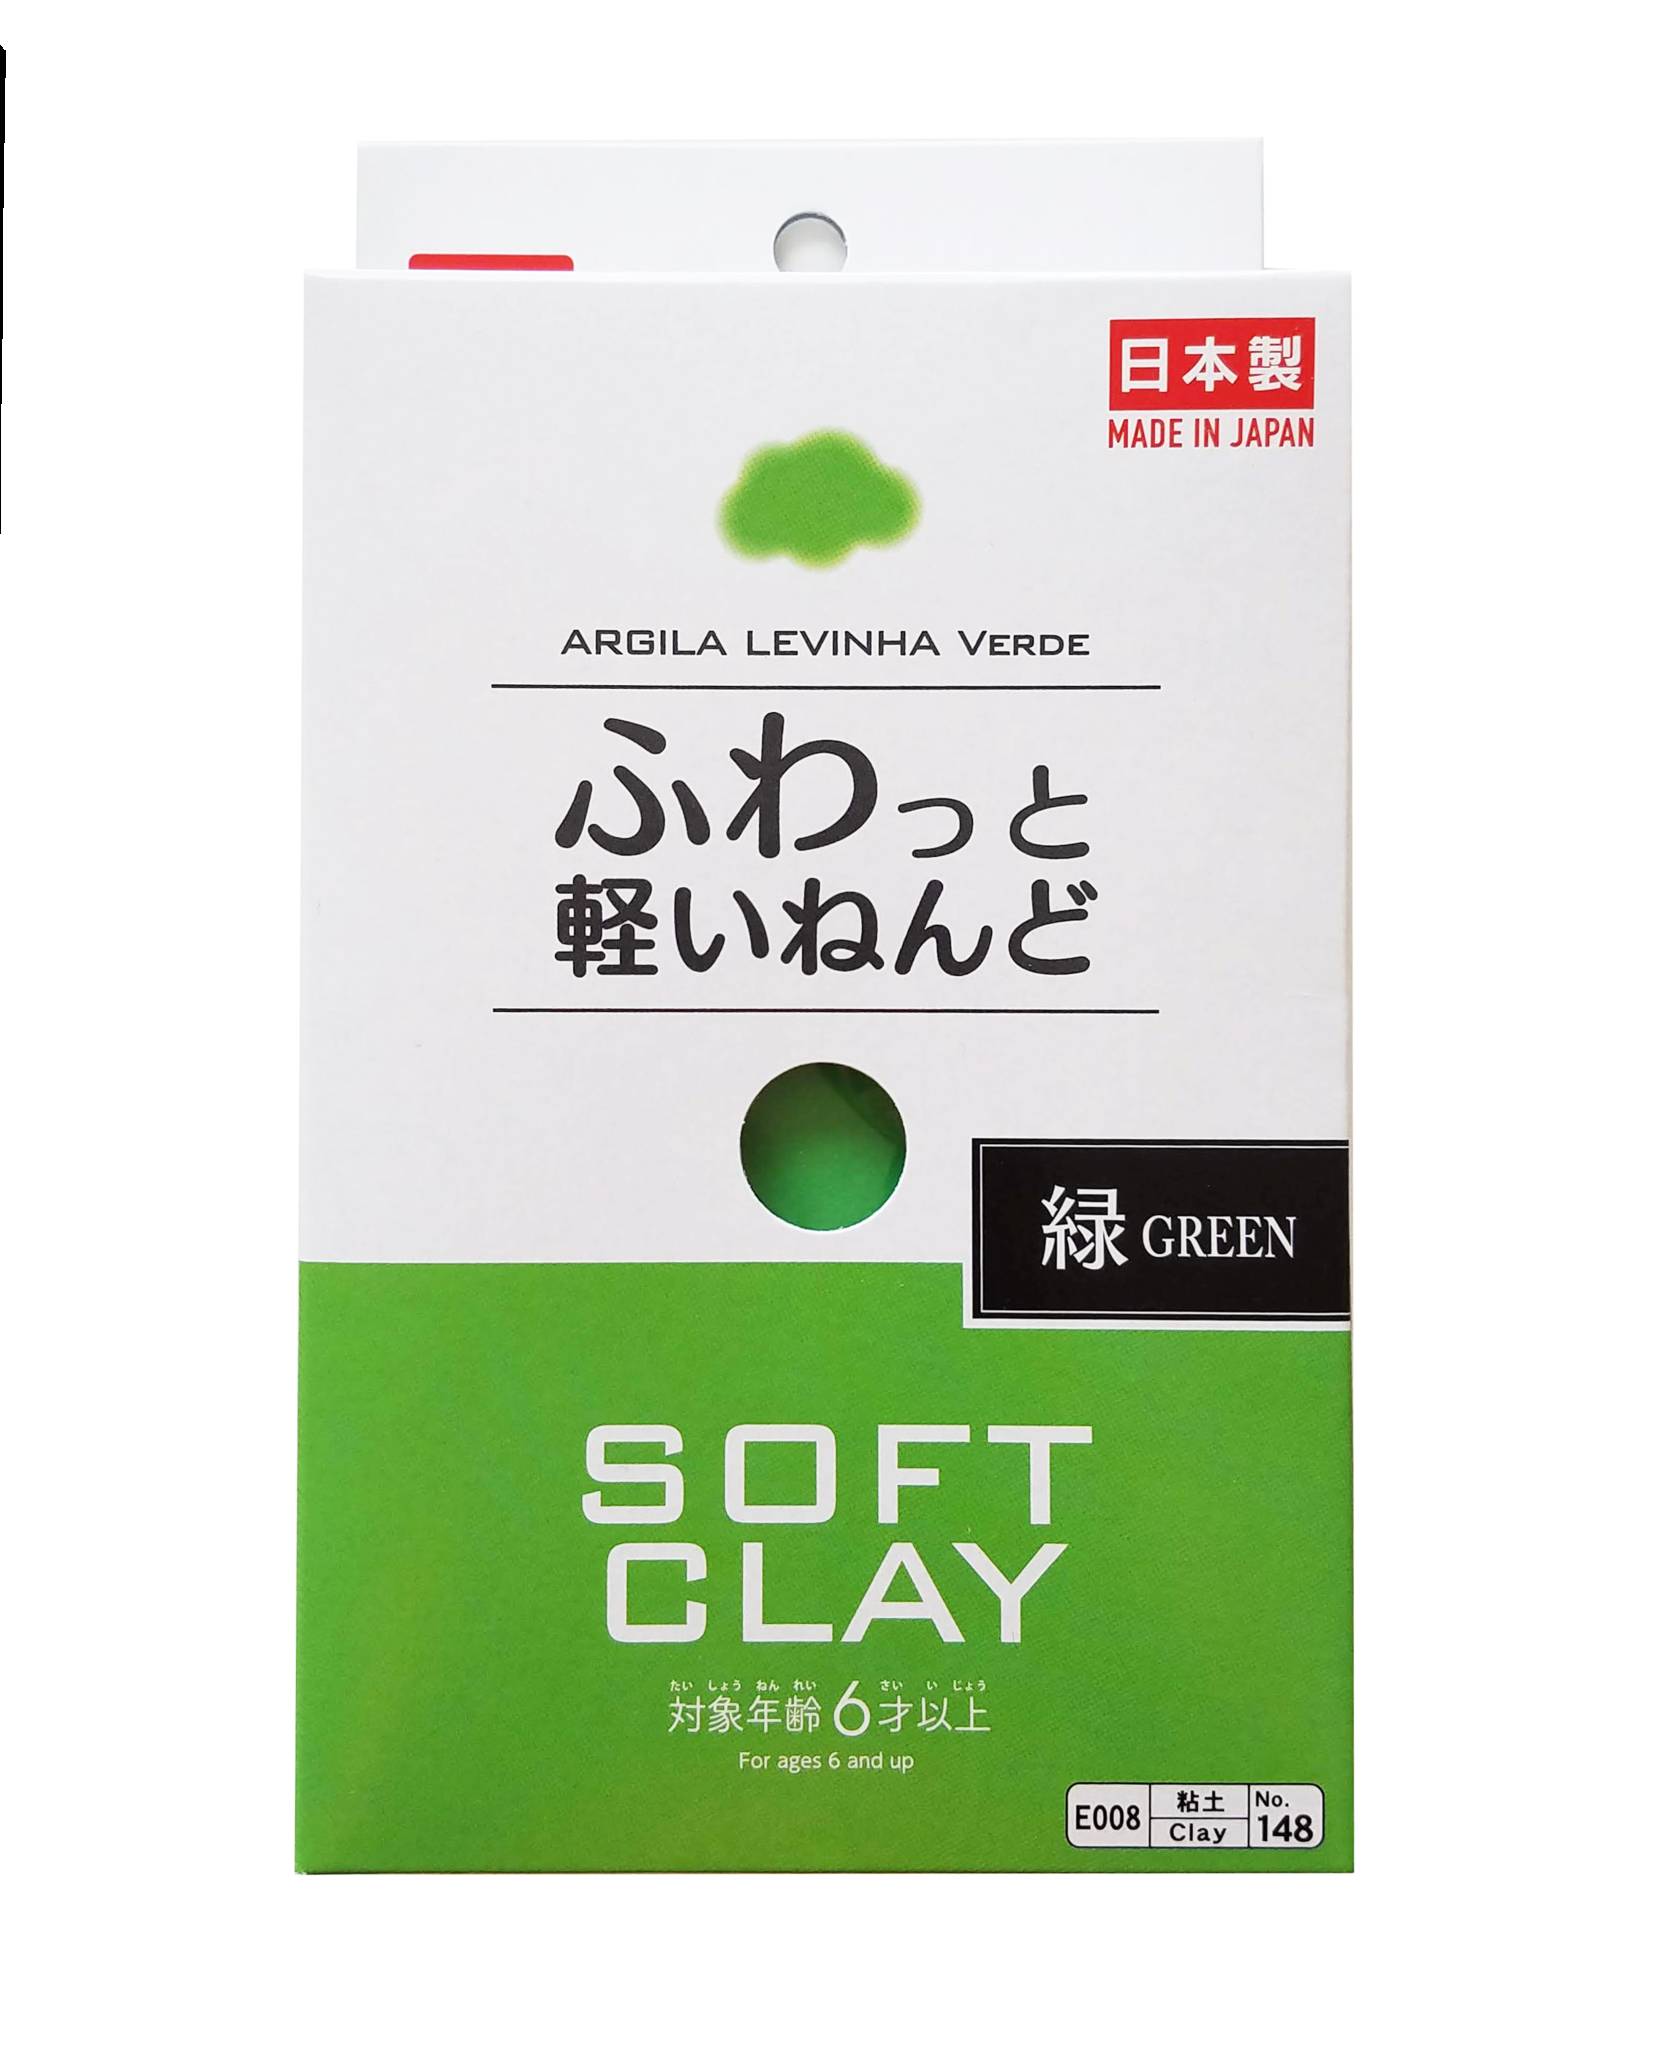 日本製
MADE IN JAPAN
ARGILA LEVINHA VERDE
ふわっと
軽いねんど
緑 GREEN
SOFT
CLAY
たい しょう ねん れい さい い じょう
対象年齢6才以上
For ages 6 and up
E008 粘土 Clay No. 148